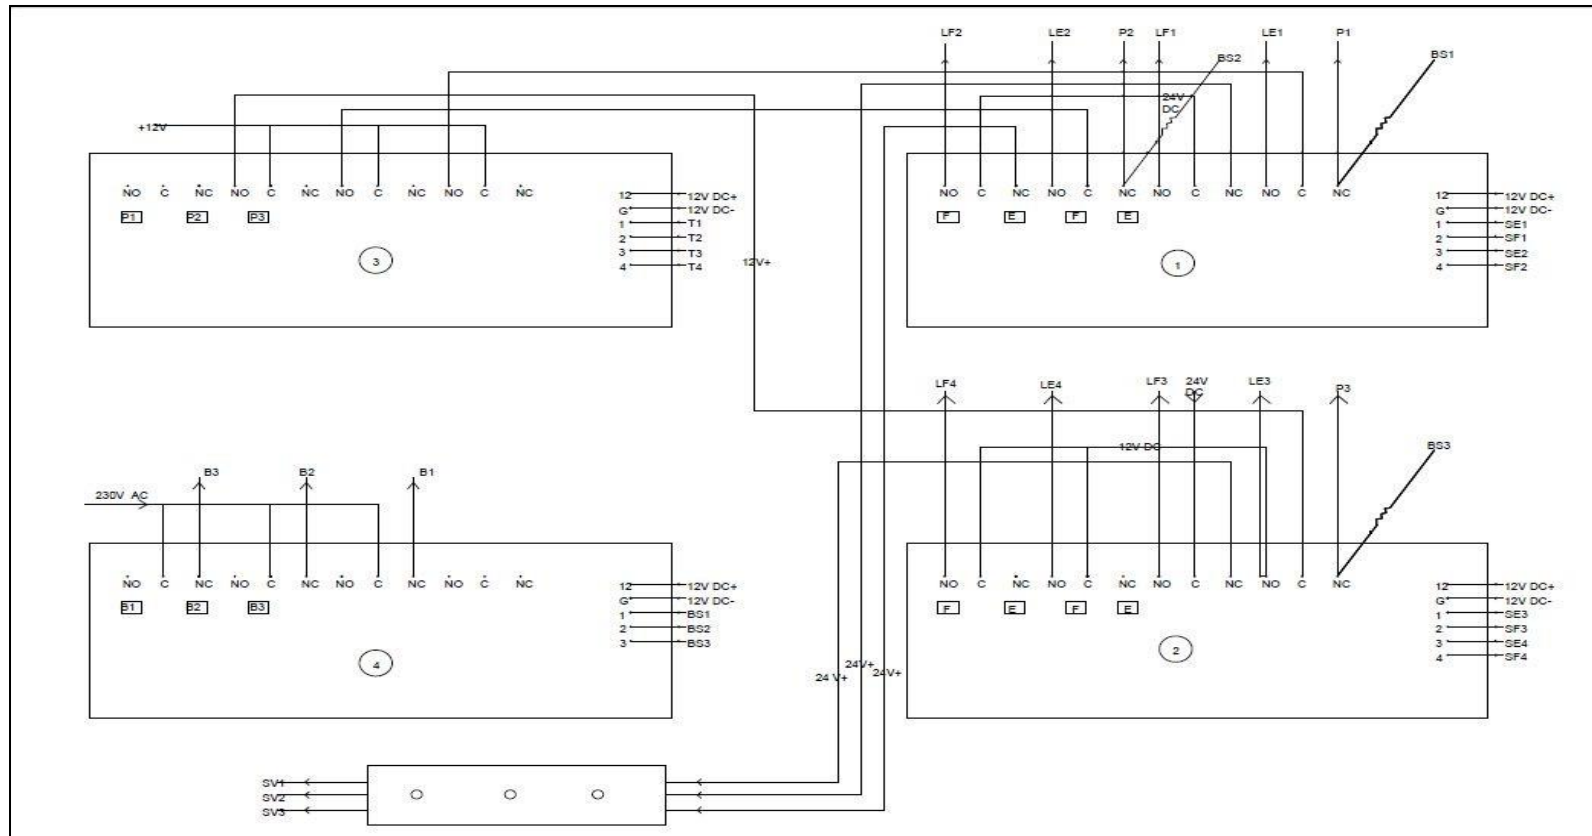 LF2 LE2 P2 LF1 LE1 P1
BS2 BS1
24V
DC
+12V
NO C NC NO C NC NO C NC NO C NC
12 12V DC+
G 12V DC-
1 T1
2 T2
3 T3
4 T4
P1 P2 P3
3
12V+
NO C NC NO C NC NO C NC NO C NC
12 12V DC+
G 12V DC-
1 SE1
2 SF1
3 SE2
4 SF2
F E F E
1
LF4 LE4 LF3 24V LE3 P3
DC
12V DC
BS3
B3 B2 B1
230V AC
NO C NC NO C NC NO C NC NO C NC
12 12V DC+
G 12V DC-
1 BS1
2 BS2
3 BS3
B1 B2 B3
4
NO C NC NO C NC NO C NC NO C NC
12 12V DC+
G 12V DC-
1 SE3
2 SF3
3 SE4
4 SF4
F E F E
2
24 V+ 24V+ 24V+
SV1
SV2
SV3